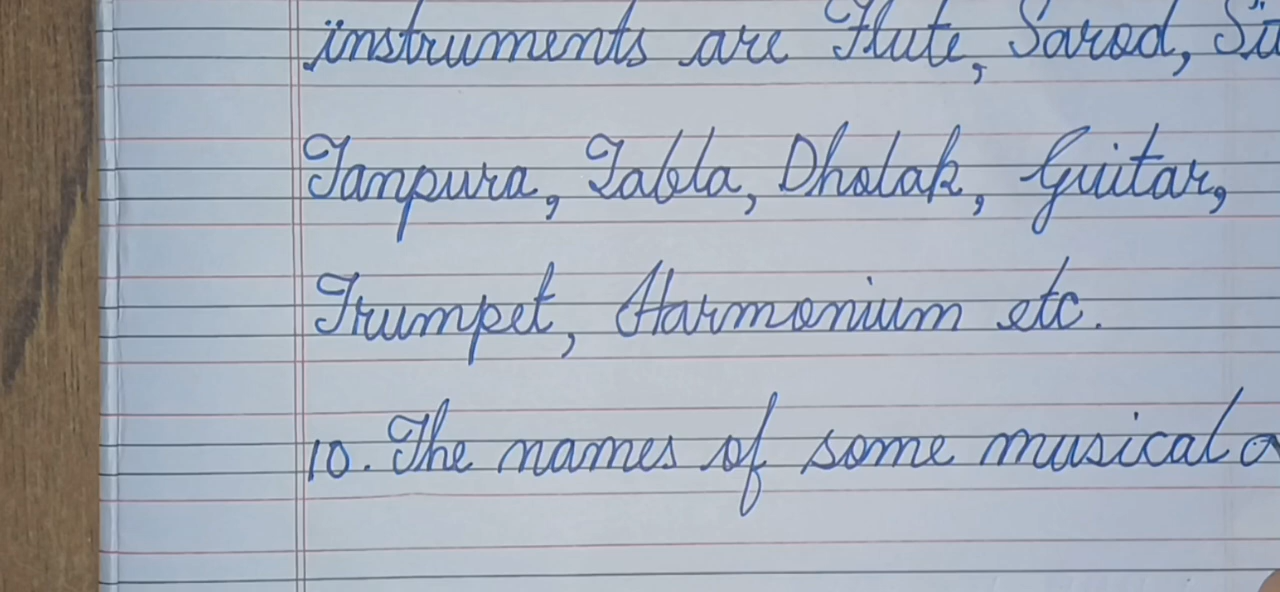 instruments are Flute, Sarod,
Tanpura, Tabla, Dholak, Guitar,
Trumpet, Harmonium etc.
10. The names of some musical